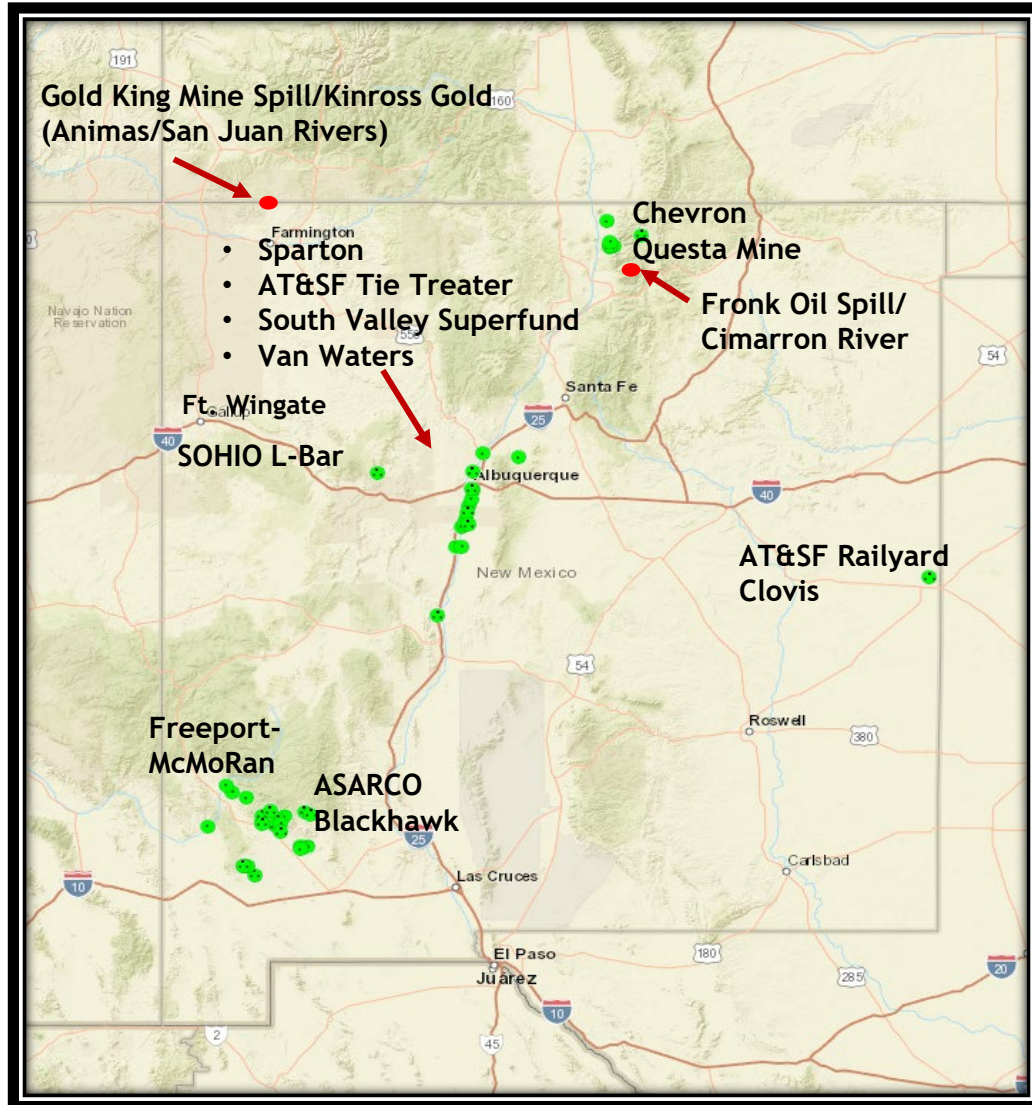 191
Gold King Mine Spill/Kinross Gold
(Animas/San Juan Rivers)
160
Farmington
• Sparton
• AT&SF Tie Treater
• South Valley Superfund
• Van Waters
Chevron
Questa Mine
Fronk Oil Spill/
Cimarron River
Navajo Nation
Reservation
550
54
Santa Fe
25
Ft. Wingate
Gallup
40
SOHIO L-Bar
Albuquerque
40
New Mexico
AT&SF Railyard
Clovis
54
Roswell
380
Freeport-
McMoRan
ASARCO
Blackhawk
25
Carlsbad
10
Las Cruces
El Paso
Juárez
180
20
285
10
2
45